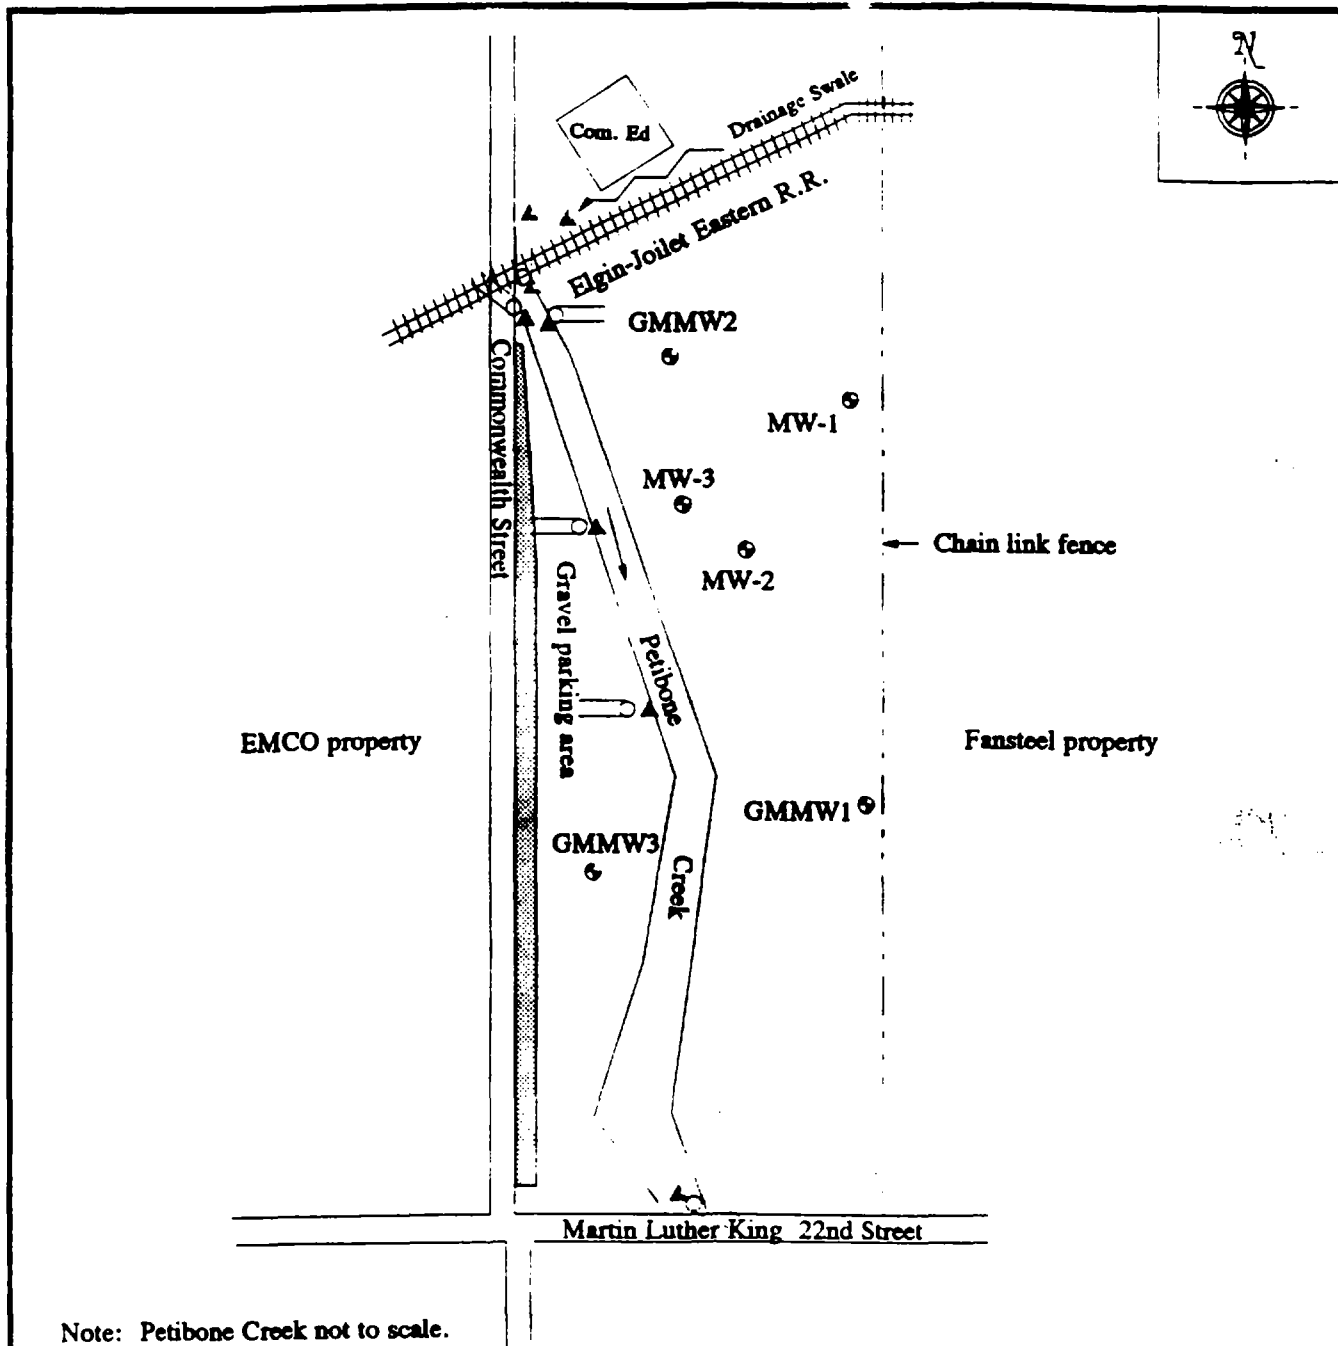 N
Com. Ed
Drainage Swale
Elgin-Joilet Eastern R.R.
GMMW2
Commonwealth Street
MW-1
MW-3
MW-2
Chain link fence
Gravel parking area
Petibone
EMCO property
Fansteel property
GMMW1
GMMW3
Creek
Martin Luther King 22nd Street
Note: Petibone Creek not to scale.